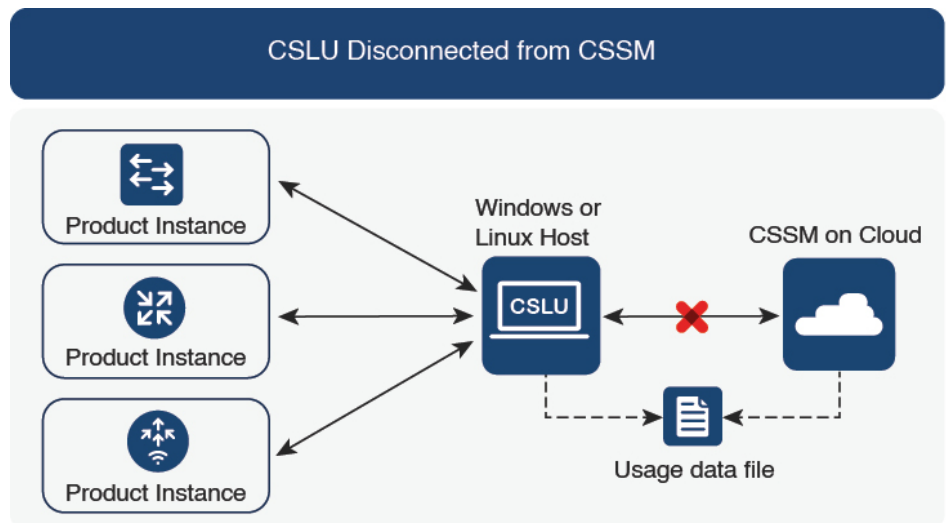 CSLU Disconnected from CSSM
Product Instance
Product Instance
Product Instance
Windows or
Linux Host
CSLU
CSSM on Cloud
Usage data file